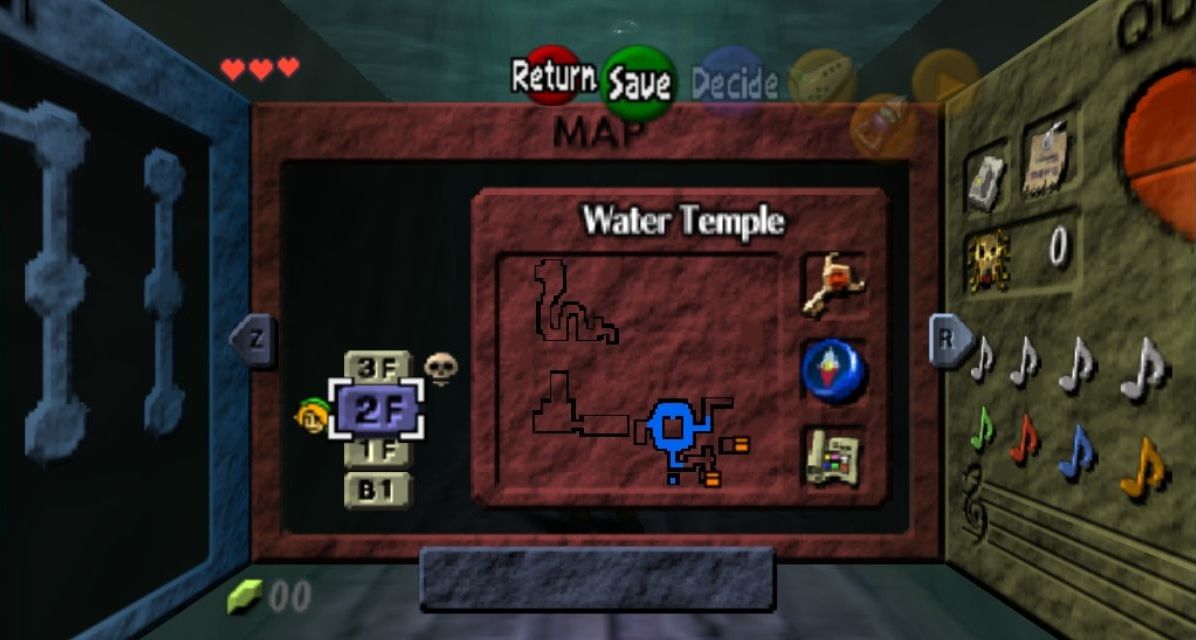 Return Save Decide
MAP
Water Temple
0
Z
R
3F
2F
1F
B1
00